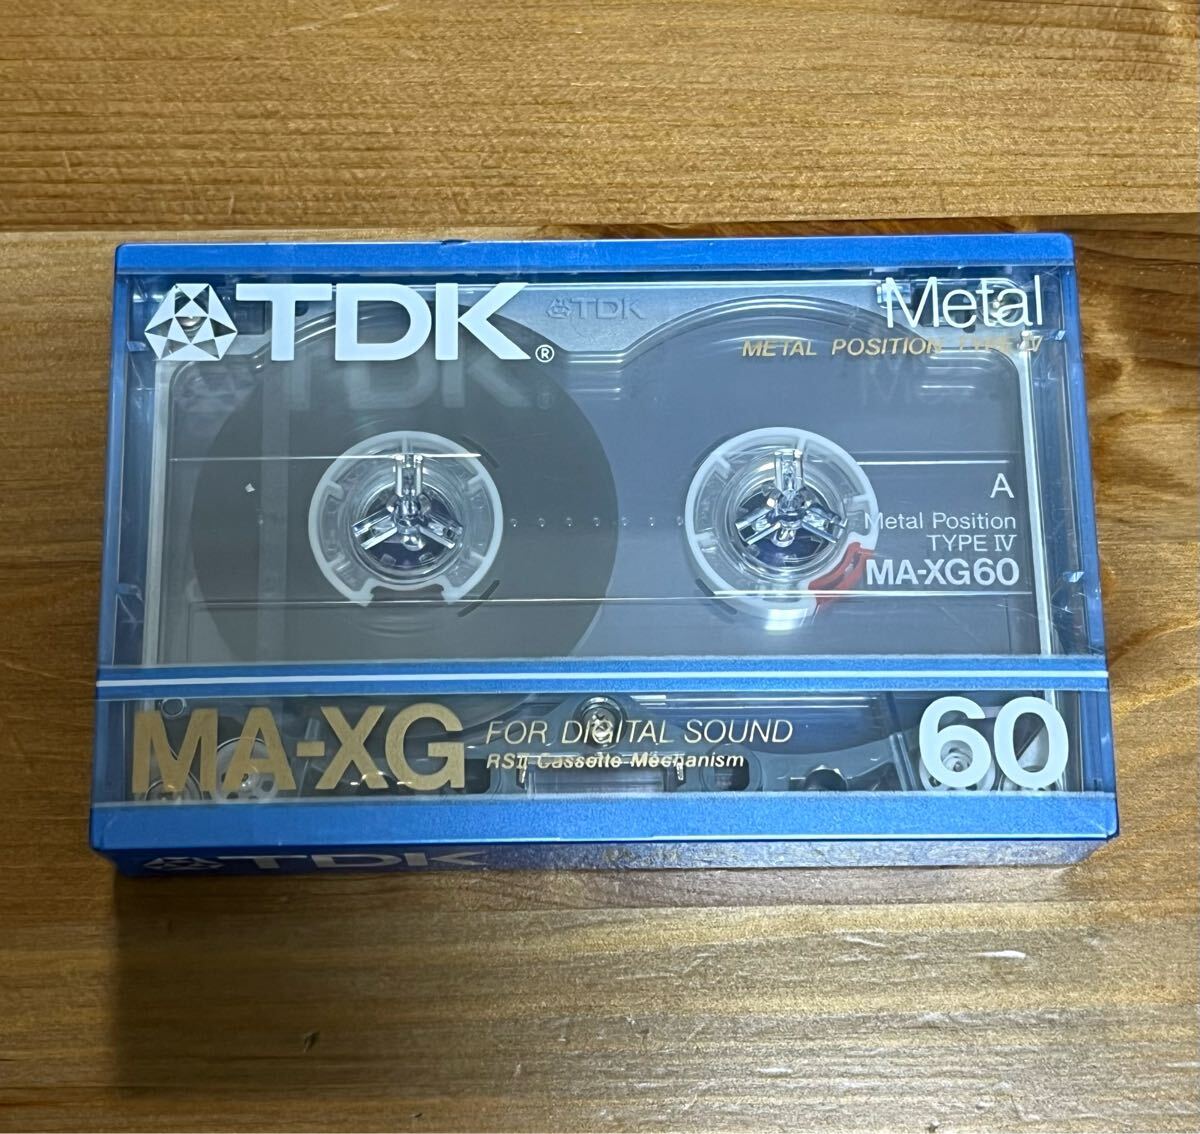 TDK®
TDK
Metal
METAL POSITION TYPE IV
A
Metal Position
TYPE IV
MA-XG60
MA-XG
FOR DIGITAL SOUND
RSII Cassette Mechanism
60
TDK